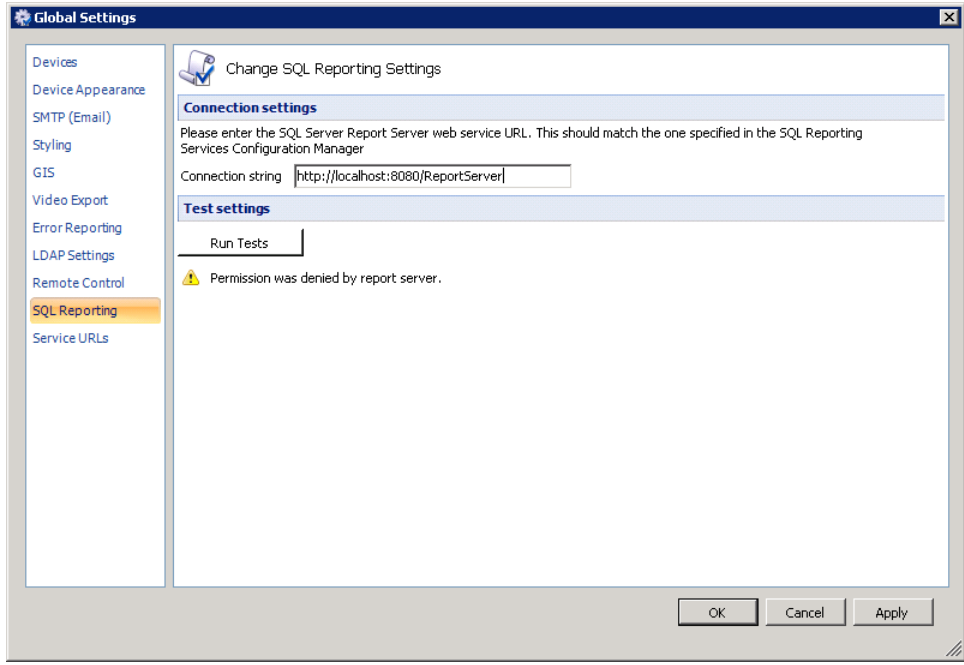 Global Settings
Devices
Device Appearance
SMTP (Email)
Styling
GIS
Video Export
Error Reporting
LDAP Settings
Remote Control
SQL Reporting
Service URLs
Change SQL Reporting Settings
Connection settings
Please enter the SQL Server Report Server web service URL. This should match the one specified in the SQL Reporting
Services Configuration Manager
Connection string http://localhost:8080/ReportServer
Test settings
Run Tests
Permission was denied by report server.
OK Cancel Apply